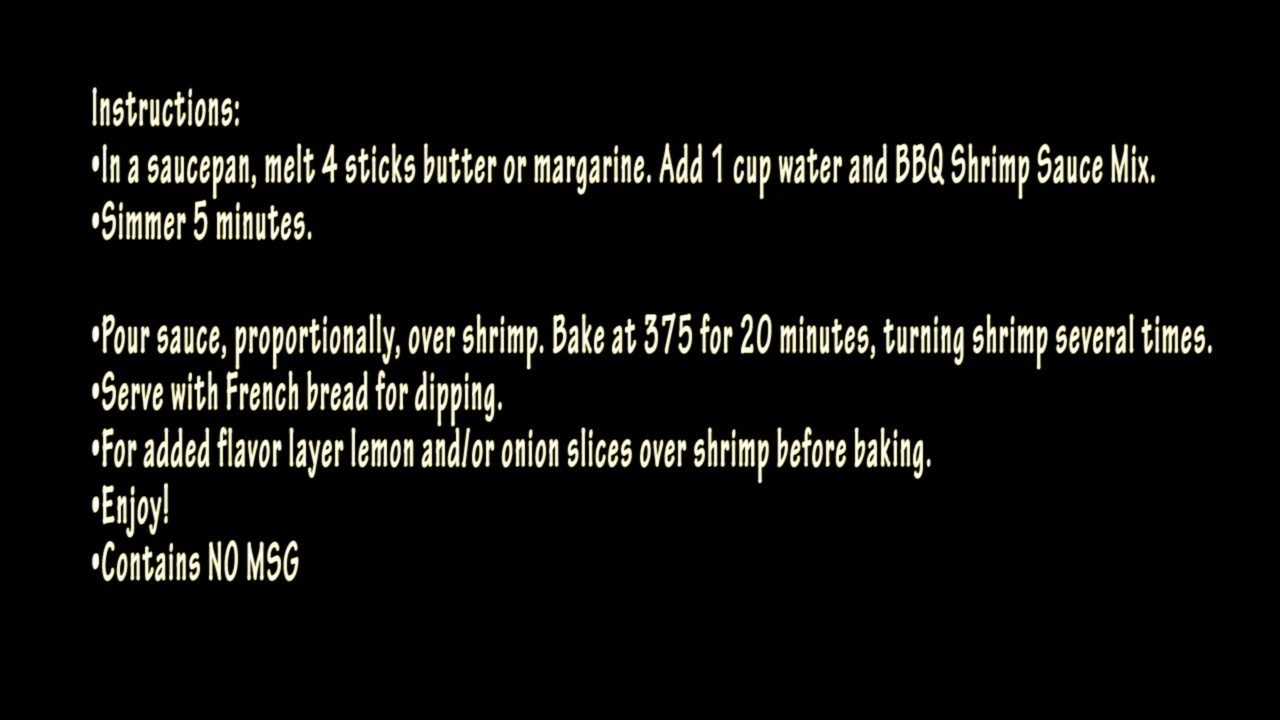 Instructions:
•In a saucepan, melt 4 sticks butter or margarine. Add 1 cup water and BBQ Shrimp Sauce Mix.
•Simmer 5 minutes.
•Pour sauce, proportionally, over shrimp. Bake at 375 for 20 minutes, turning shrimp several times.
•Serve with French bread for dipping.
•For added flavor layer lemon and/or onion slices over shrimp before baking.
•Enjoy!
•Contains NO MSG